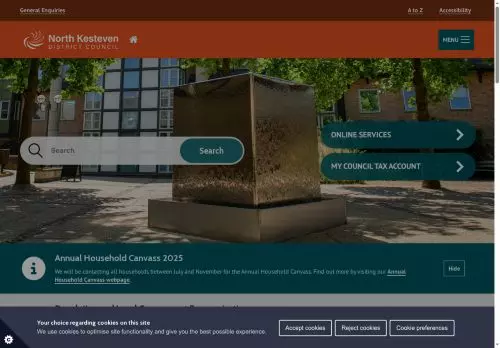 General Enquiries
A to Z
Accessibility
North Kesteven
DISTRICT COUNCIL
MENU
Search
Search
ONLINE SERVICES
MY COUNCIL TAX ACCOUNT
Annual Household Canvass 2025
We will be contacting all households between July and November for the Annual Household Canvass. Find out more by visiting our Annual
Household Canvass webpage.
Hide
Your choice regarding cookies on this site
We use cookies to optimise site functionality and give you the best possible experience.
Accept cookies
Reject cookies
Cookie preferences